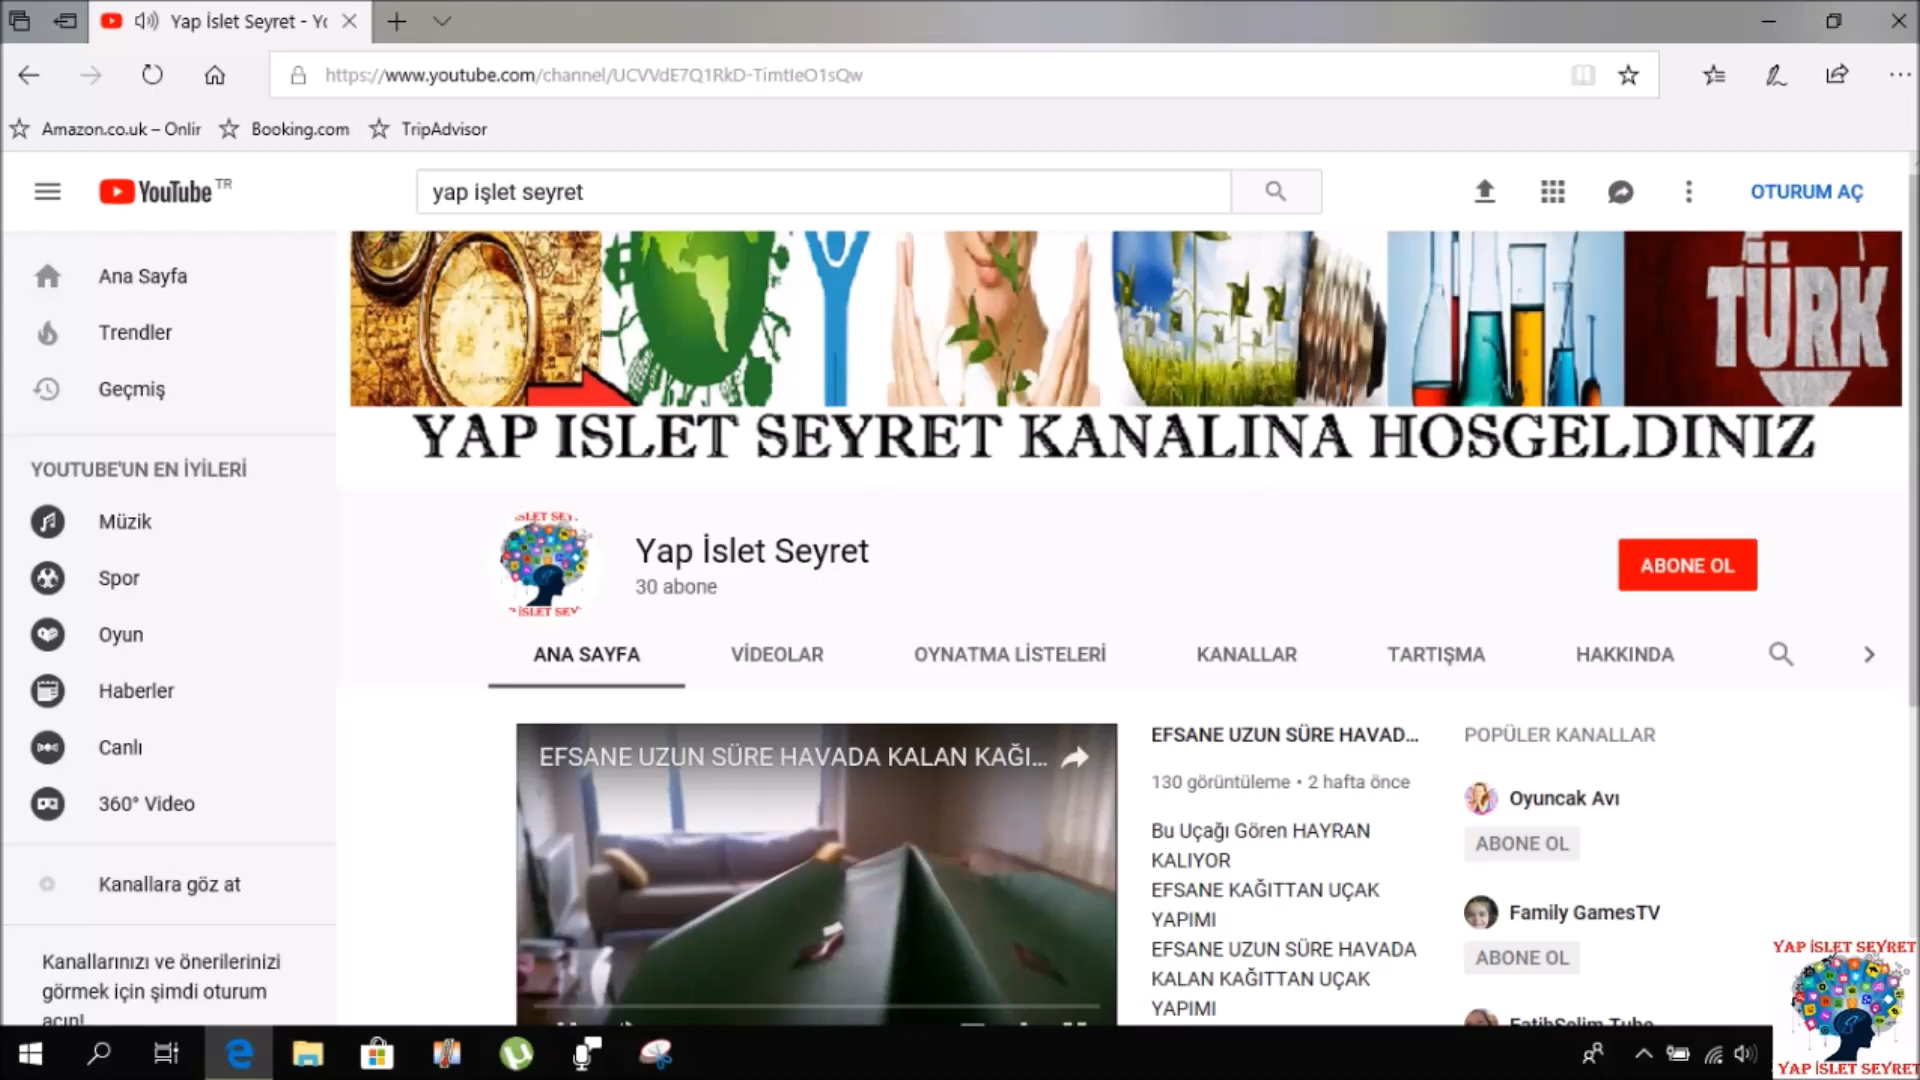 Yap İslet Seyret - Yo
https://www.youtube.com/channel/UCVVdE7Q1RkD-TimtIeO1sQw
Amazon.co.uk – Onlir
Booking.com
TripAdvisor
YouTube TR
yap işlet seyret
OTURUM AÇ
Ana Sayfa
Trendler
Geçmiş
YOUTUBE'UN EN İYİLERİ
Müzik
Spor
Oyun
Haberler
Canlı
360° Video
Kanallara göz at
Kanallarınızı ve önerilerinizi
görmek için şimdi oturum
açın!
TÜRK
YAP ISLET SEYRET KANALINA HOSGELDINIZ
Yap İslet Seyret
30 abone
ABONE OL
ANA SAYFA
VİDEOLAR
OYNATMA LİSTELERİ
KANALLAR
TARTIŞMA
HAKKINDA
EFSANE UZUN SÜRE HAVADA KALAN KAĞI...
EFSANE UZUN SÜRE HAVAD...
130 görüntüleme • 2 hafta önce
Bu Uçağı Gören HAYRAN
KALIYOR
EFSANE KAĞITTAN UÇAK
YAPIMI
EFSANE UZUN SÜRE HAVADA
KALAN KAĞITTAN UÇAK
YAPIMI
POPÜLER KANALLAR
Oyuncak Avı
ABONE OL
Family GamesTV
ABONE OL
FatihSelim Tube
YAP İSLET SEYRET
YAP İSLET SEYRET